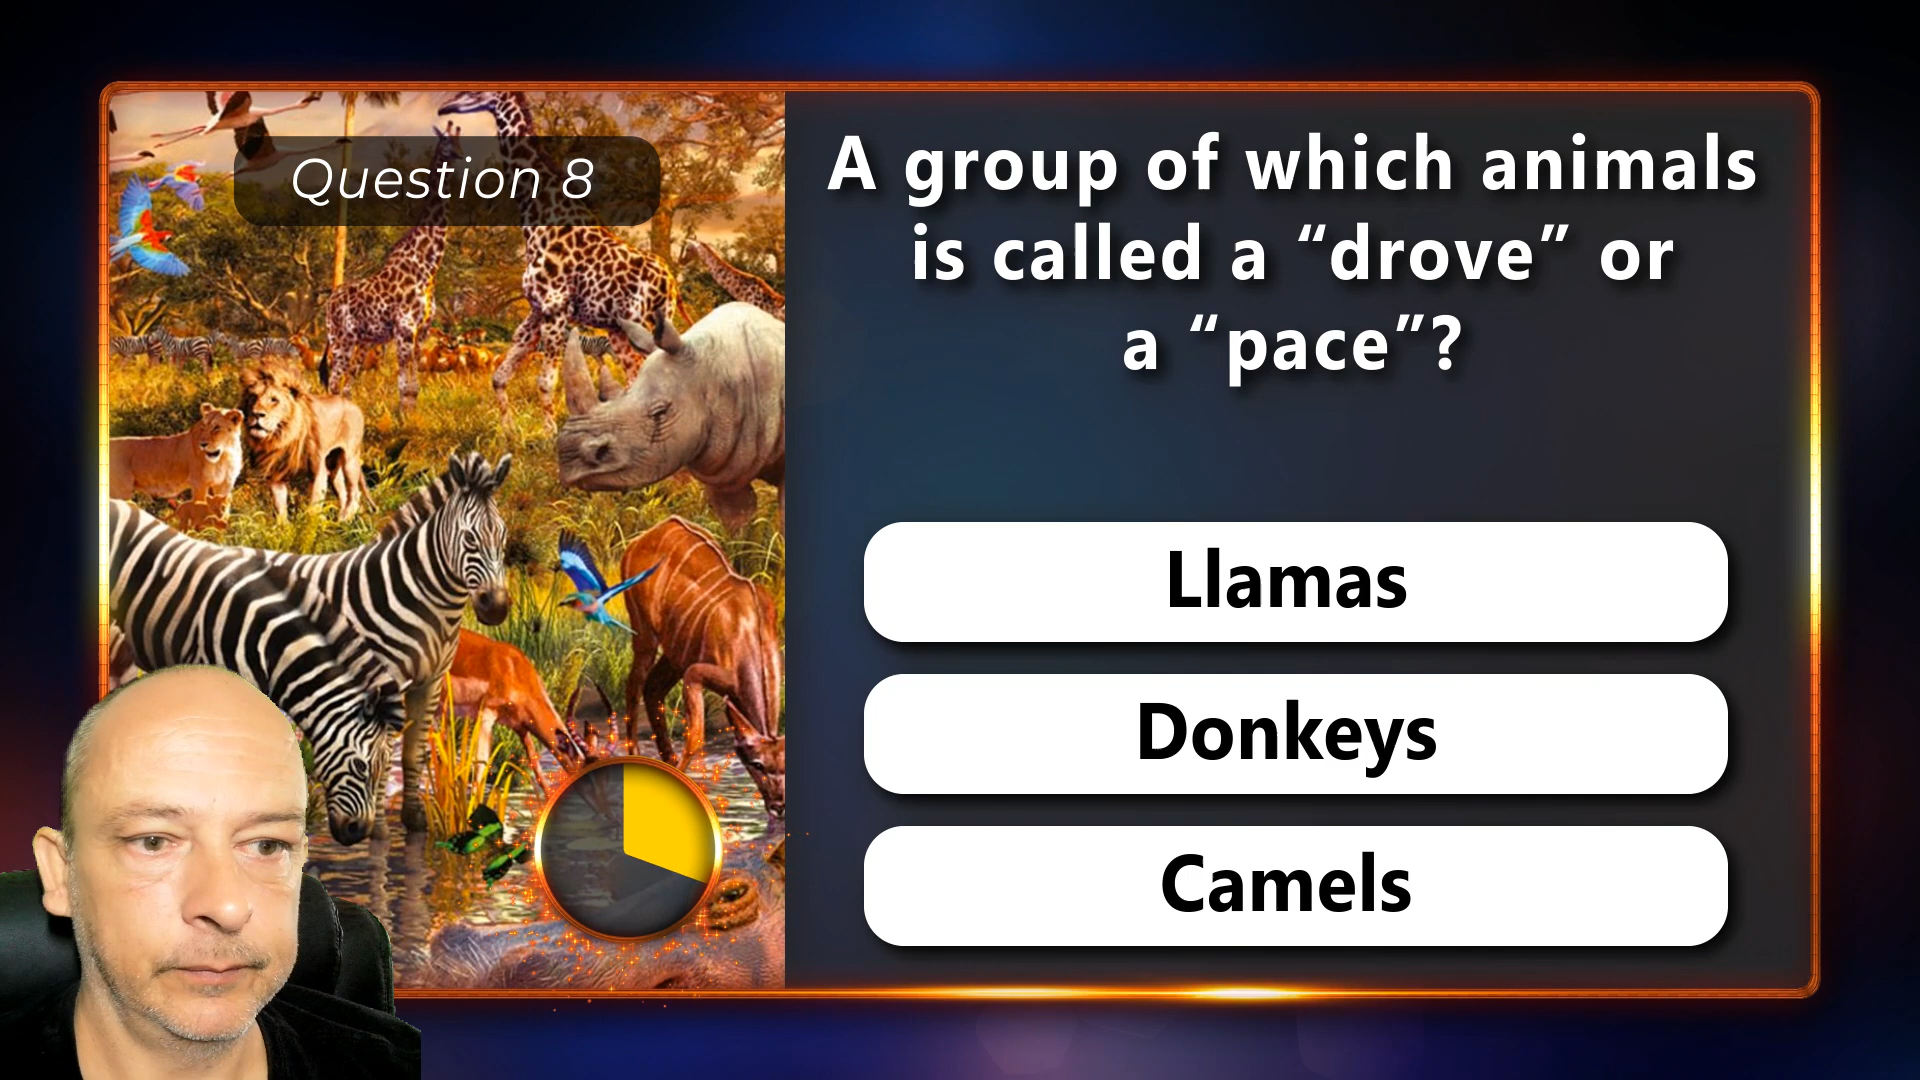 Question 8
A group of which animals
is called a “drove” or
a “pace”?
Llamas
Donkeys
Camels